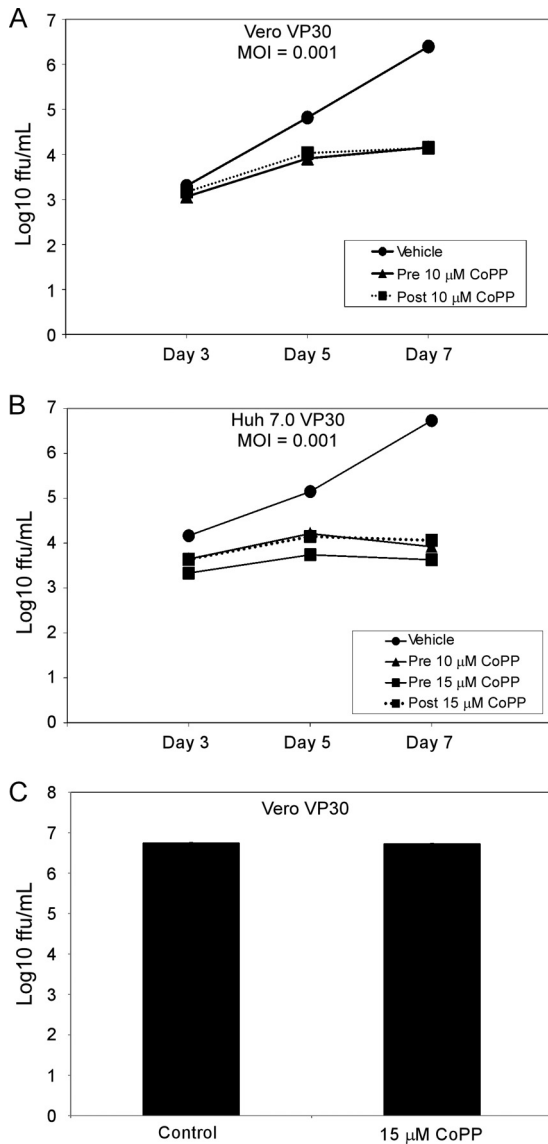 A
Vero VP30
MOI = 0.001
7
6
5
4
3
2
1
0
Log10 ffu/mL
Vehicle
Pre 10 µM CoPP
Post 10 µM CoPP
Day 3 Day 5 Day 7
B
Huh 7.0 VP30
MOI = 0.001
7
6
5
4
3
2
1
0
Log10 ffu/mL
Vehicle
Pre 10 µM CoPP
Pre 15 µM CoPP
Post 15 µM CoPP
Day 3 Day 5 Day 7
C
Vero VP30
8
7
6
5
4
3
2
1
0
Log10 ffu/mL
Control 15 µM CoPP